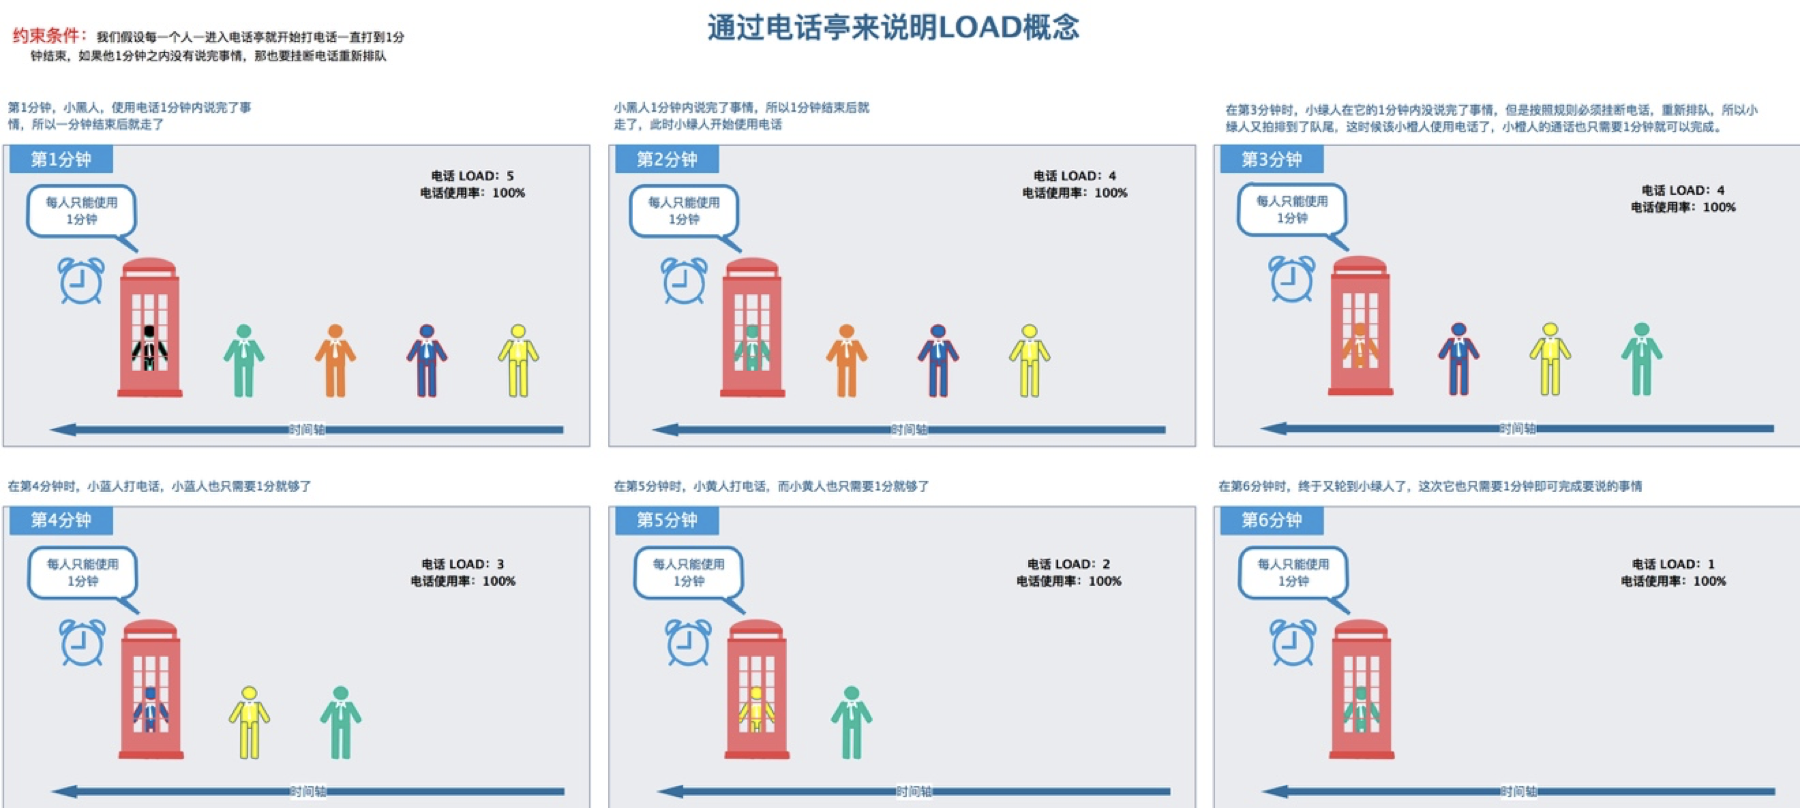 通过电话亭来说明LOAD概念
约束条件：我们假设每一个人一进入电话亭就开始打电话一直打到1分
钟结束，如果他1分钟之内没有说完事情，那也要挂断电话重新排队
第1分钟，小黑人，使用电话1分钟内说完了事
情，所以一分钟结束后就走了
第1分钟
电话 LOAD：5
电话使用率：100%
每人只能使用
1分钟
时间轴
小黑人1分钟内说完了事情，所以1分钟结束后就
走了，此时小绿人开始使用电话
第2分钟
电话 LOAD：4
电话使用率：100%
每人只能使用
1分钟
时间轴
在第3分钟时，小绿人在它的1分钟内没说完了事情，但是按照规则必须挂断电话，重新排队，所以小
绿人又拍排到了队尾，这时候该小橙人使用电话了，小橙人的通话也只需要1分钟就可以完成。
第3分钟
电话 LOAD：4
电话使用率：100%
每人只能使用
1分钟
时间轴
在第4分钟时，小蓝人打电话，小蓝人也只需要1分就够了
第4分钟
电话 LOAD：3
电话使用率：100%
每人只能使用
1分钟
时间轴
在第5分钟时，小黄人打电话，而小黄人也只需要1分就够了
第5分钟
电话 LOAD：2
电话使用率：100%
每人只能使用
1分钟
时间轴
在第6分钟时，终于又轮到小绿人了，这次它也只需要1分钟即可完成要说的事情
第6分钟
电话 LOAD：1
电话使用率：100%
每人只能使用
1分钟
时间轴